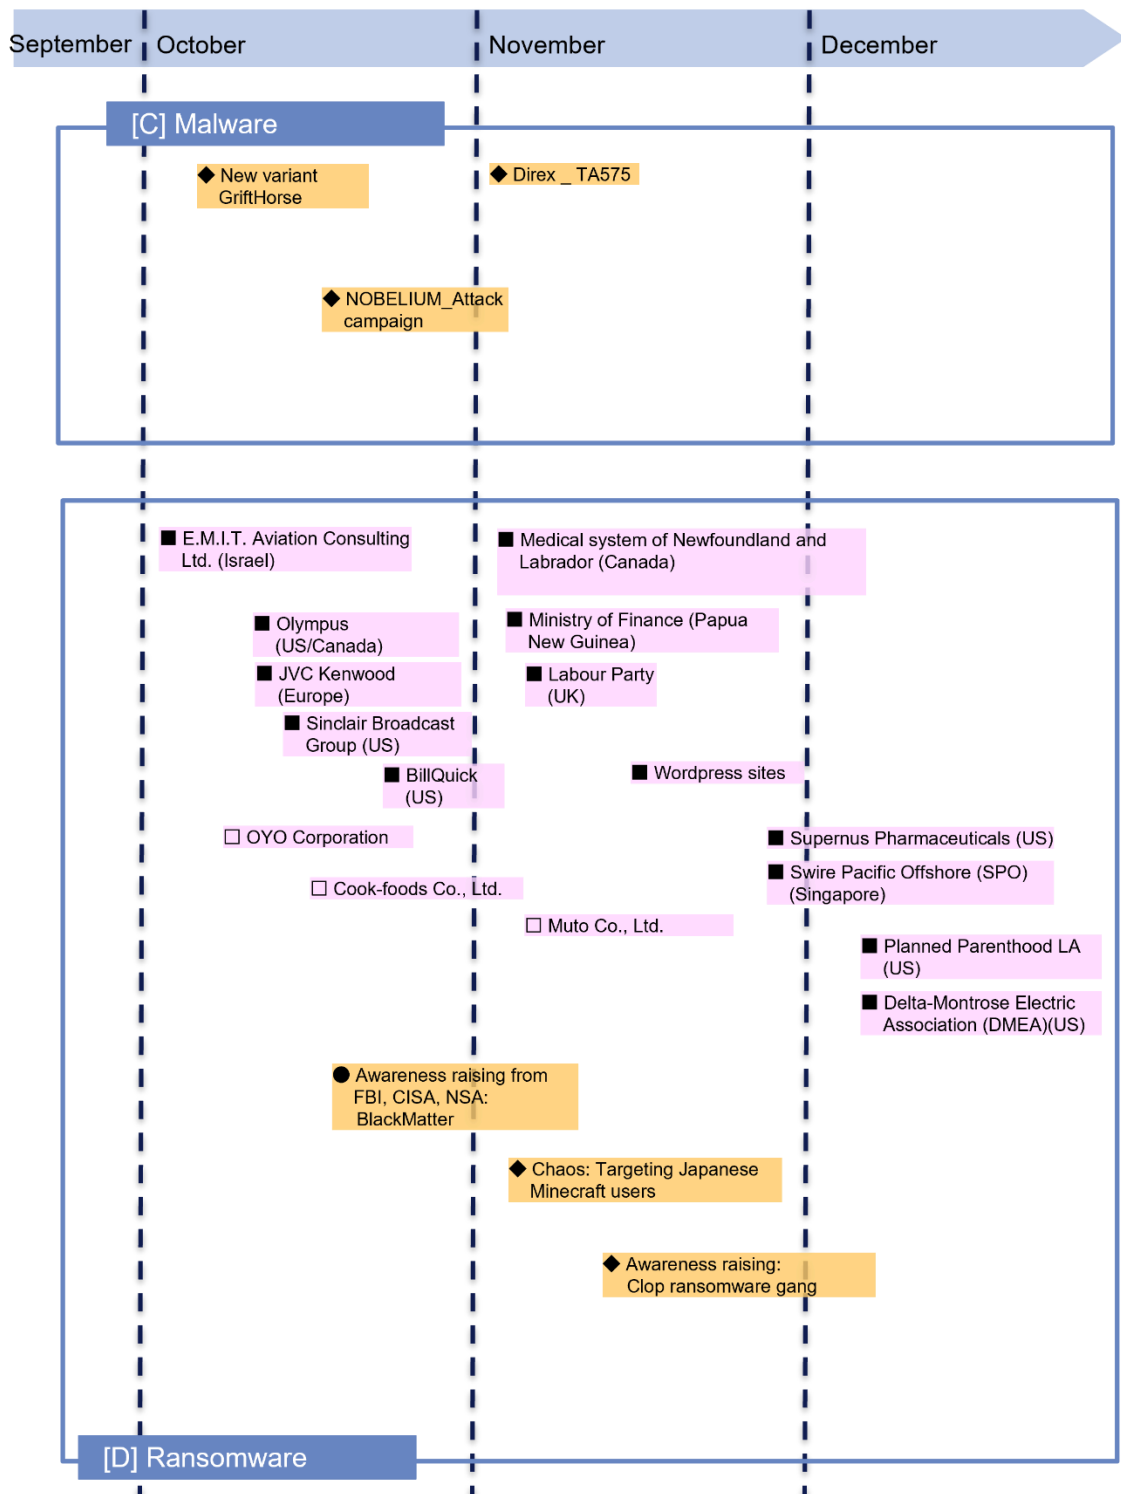 September
October
November
December
[C] Malware
◆ New variant
GriftHorse
◆ Direx _ TA575
◆ NOBELIUM_Attack
campaign
■ E.M.I.T. Aviation Consulting
Ltd. (Israel)
■ Medical system of Newfoundland and
Labrador (Canada)
■ Olympus
(US/Canada)
■ Ministry of Finance (Papua
New Guinea)
■ JVC Kenwood
(Europe)
■ Labour Party
(UK)
■ Sinclair Broadcast
Group (US)
■ BillQuick
(US)
■ Wordpress sites
□ OYO Corporation
■ Supernus Pharmaceuticals (US)
□ Cook-foods Co., Ltd.
■ Swire Pacific Offshore (SPO)
(Singapore)
□ Muto Co., Ltd.
■ Planned Parenthood LA
(US)
■ Delta-Montrose Electric
Association (DMEA)(US)
● Awareness raising from
FBI, CISA, NSA:
BlackMatter
◆ Chaos: Targeting Japanese
Minecraft users
◆ Awareness raising:
Clop ransomware gang
[D] Ransomware